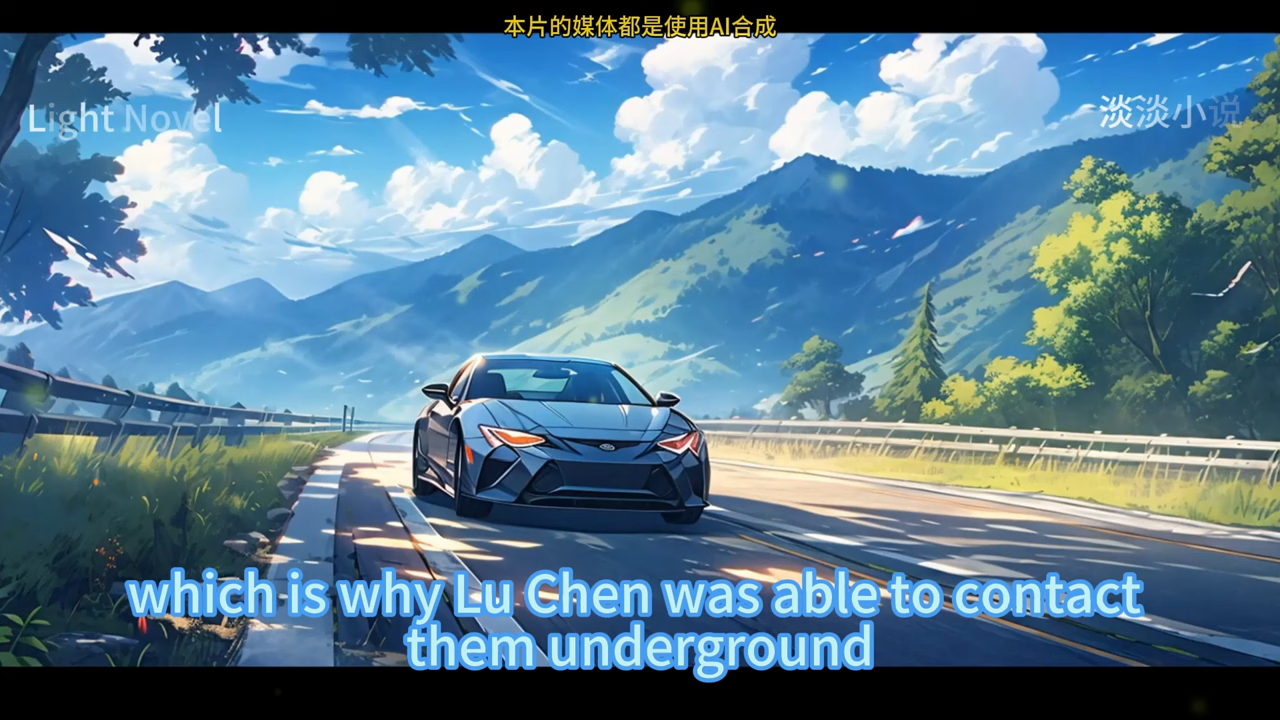 本片的媒体都是使用AI合成
Light Novel
淡淡小说
which is why Lu Chen was able to contact
them underground